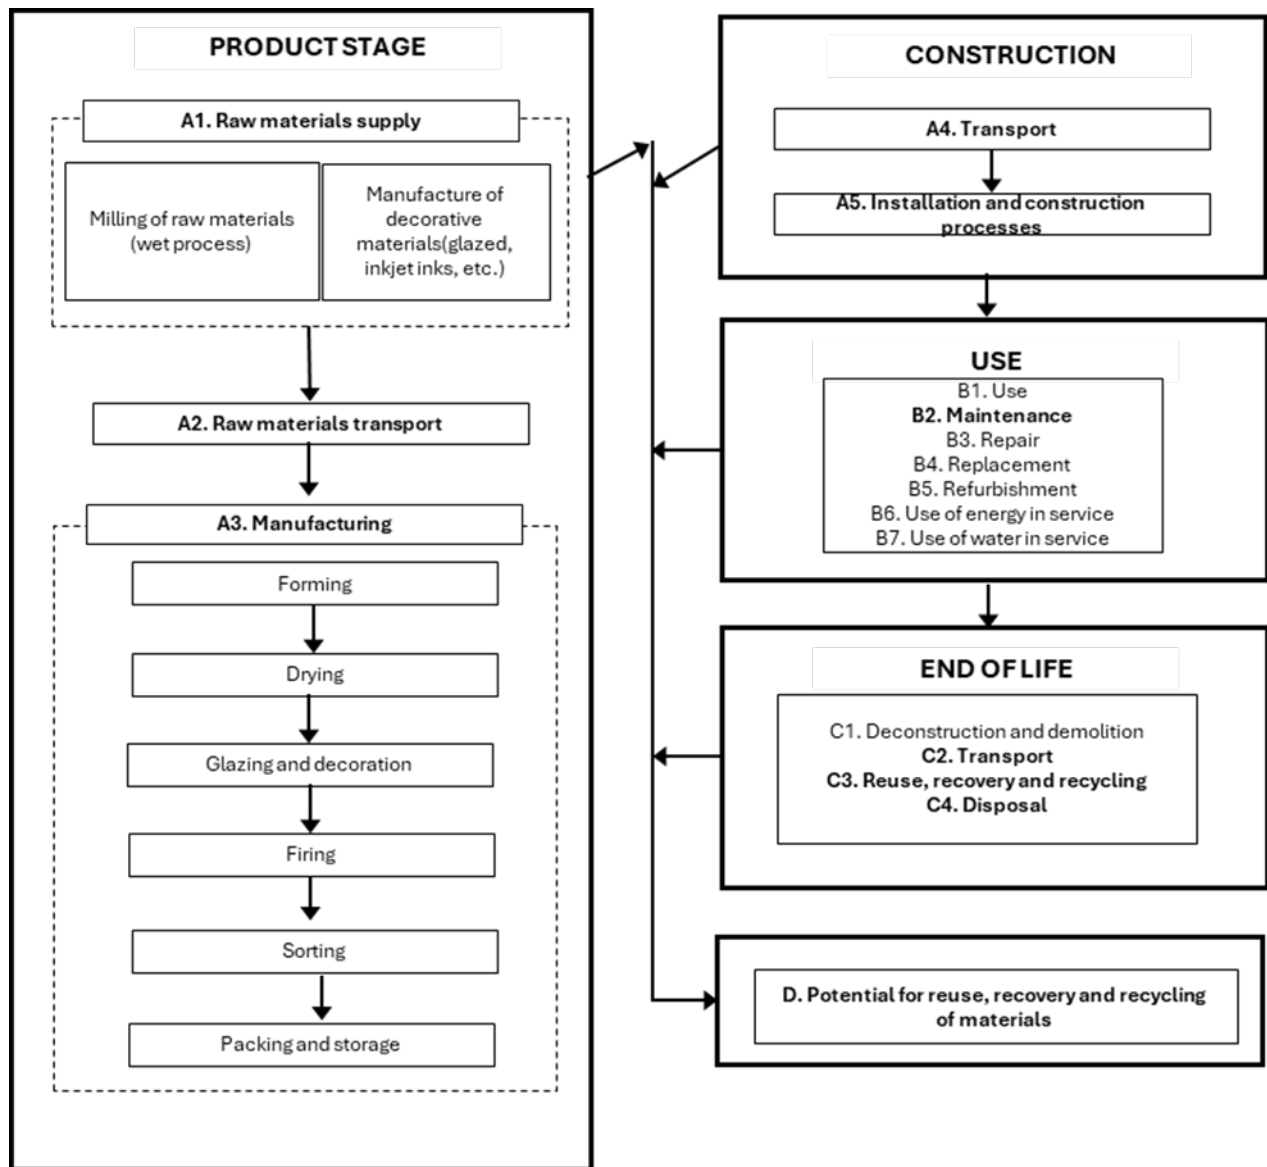 PRODUCT STAGE
A1. Raw materials supply
Milling of raw materials
(wet process)
Manufacture of
decorative
materials(glazed,
inkjet inks, etc.)
A2. Raw materials transport
A3. Manufacturing
Forming
Drying
Glazing and decoration
Firing
Sorting
Packing and storage
CONSTRUCTION
A4. Transport
A5. Installation and construction
processes
USE
B1. Use
B2. Maintenance
B3. Repair
B4. Replacement
B5. Refurbishment
B6. Use of energy in service
B7. Use of water in service
END OF LIFE
C1. Deconstruction and demolition
C2. Transport
C3. Reuse, recovery and recycling
C4. Disposal
D. Potential for reuse, recovery and recycling
of materials